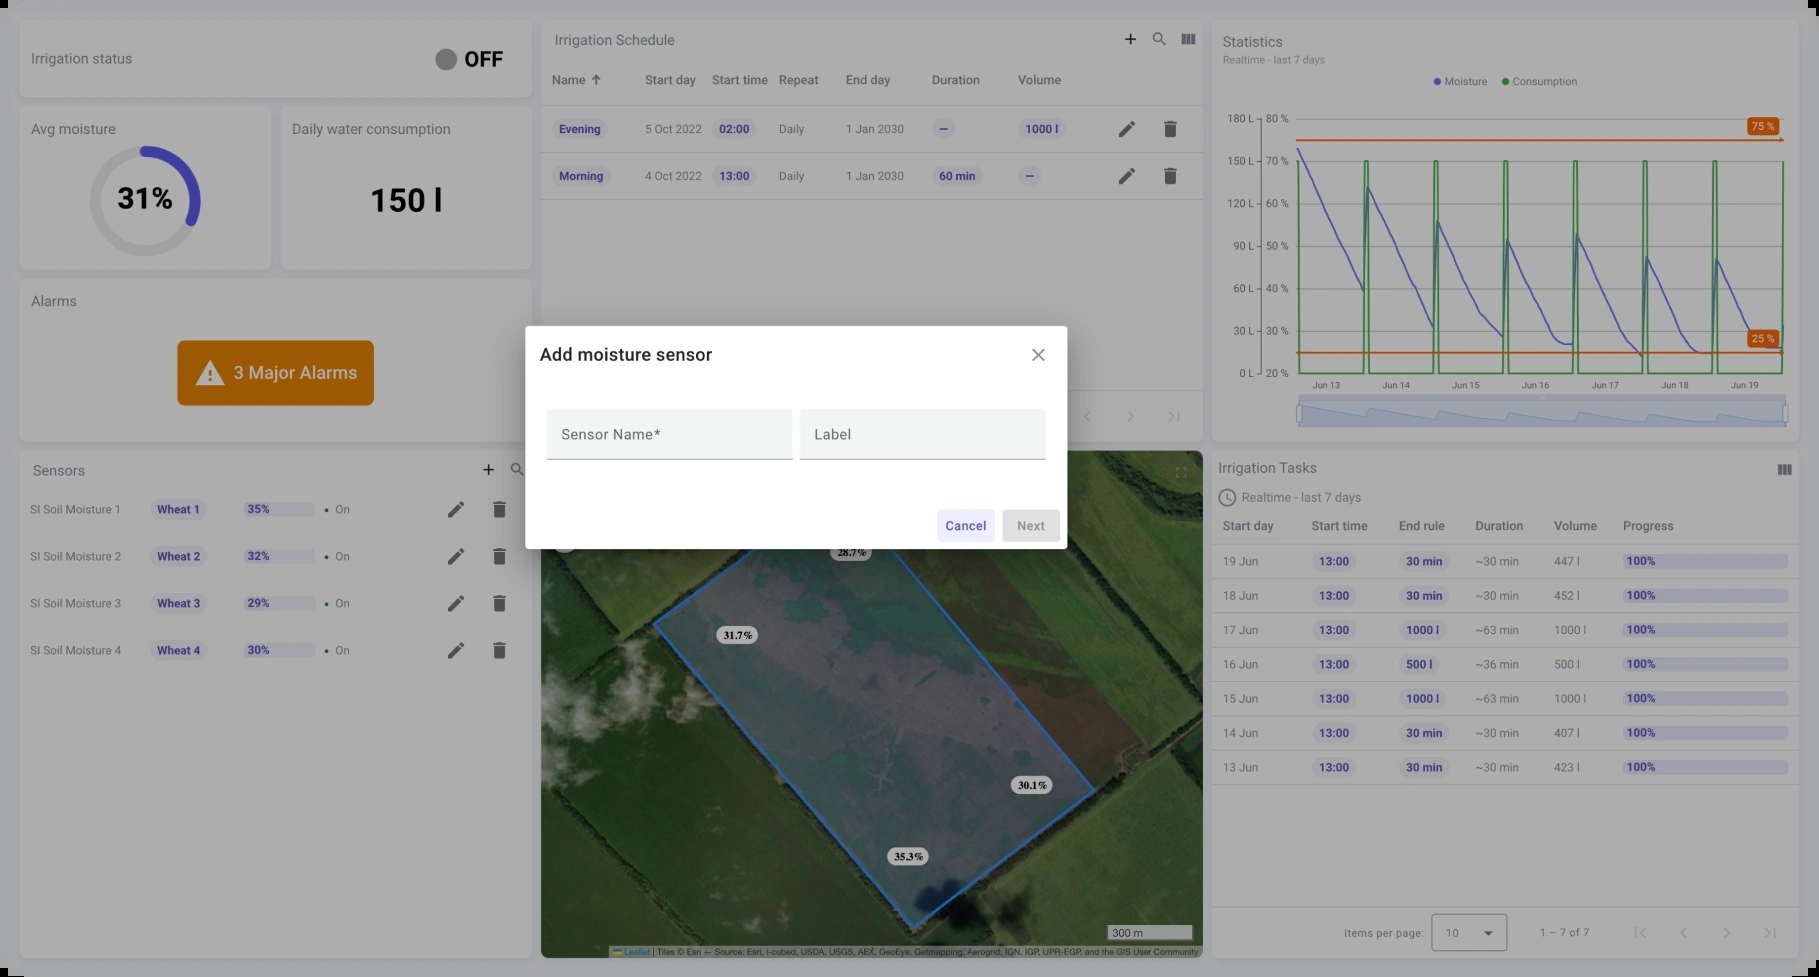 Irrigation status
OFF
Avg moisture
31%
Daily water consumption
150 l
Alarms
3 Major Alarms
Irrigation Schedule
Name Start day Start time Repeat End day Duration Volume
Evening 5 Oct 2022 02:00 Daily 1 Jan 2030 – 1000 l
Morning 4 Oct 2022 13:00 Daily 1 Jan 2030 60 min –
Statistics
Realtime - last 7 days
Moisture Consumption
180 L 80 %
75 %
150 L 70 %
120 L 60 %
90 L 50 %
60 L 40 %
30 L 30 %
25 %
0 L 20 %
Jun 13 Jun 14 Jun 15 Jun 16 Jun 17 Jun 18 Jun 19
Add moisture sensor
Sensor Name*
Label
Cancel
Next
Sensors
SI Soil Moisture 1 Wheat 1 35% On
SI Soil Moisture 2 Wheat 2 32% On
SI Soil Moisture 3 Wheat 3 29% On
SI Soil Moisture 4 Wheat 4 30% On
28.7%
31.7%
30.1%
35.3%
300 m
Leaflet | Tiles © Esri — Source: Esri, i-cubed, USDA, USGS, AEX, GeoEye, Getmapping, Aerogrid, IGN, IGP, UPR-EGP, and the GIS User Community
Irrigation Tasks
Realtime - last 7 days
Start day Start time End rule Duration Volume Progress
19 Jun 13:00 30 min ~30 min 447 l 100%
18 Jun 13:00 30 min ~30 min 452 l 100%
17 Jun 13:00 1000 l ~63 min 1000 l 100%
16 Jun 13:00 500 l ~36 min 500 l 100%
15 Jun 13:00 1000 l ~63 min 1000 l 100%
14 Jun 13:00 30 min ~30 min 407 l 100%
13 Jun 13:00 30 min ~30 min 423 l 100%
Items per page: 10 1 – 7 of 7